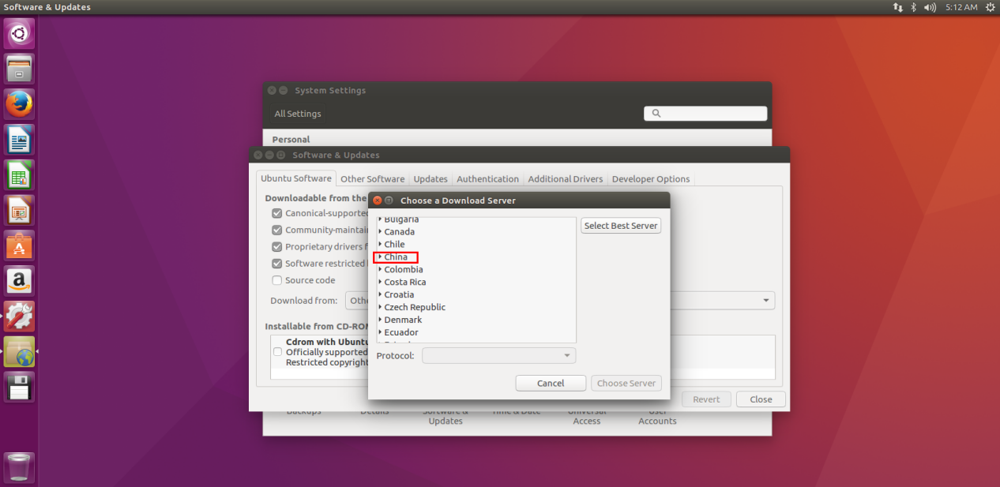 Software & Updates
5:12 AM
System Settings
All Settings
Personal
Software & Updates
Ubuntu Software
Other Software
Updates
Authentication
Additional Drivers
Developer Options
Downloadable from the
Canonical-supported
Community-maintain
Proprietary drivers f
Software restricted
Source code
Download from:
Oth
Installable from CD-ROM
Cdrom with Ubuntu
Officially supported
Restricted copyright
Revert
Close
Choose a Download Server
Bulgaria
Canada
Chile
China
Colombia
Costa Rica
Croatia
Czech Republic
Denmark
Ecuador
Select Best Server
Protocol:
Cancel
Choose Server
Backups
Details
Software &
Updates
Time & Date
Universal
Access
User
Accounts
a